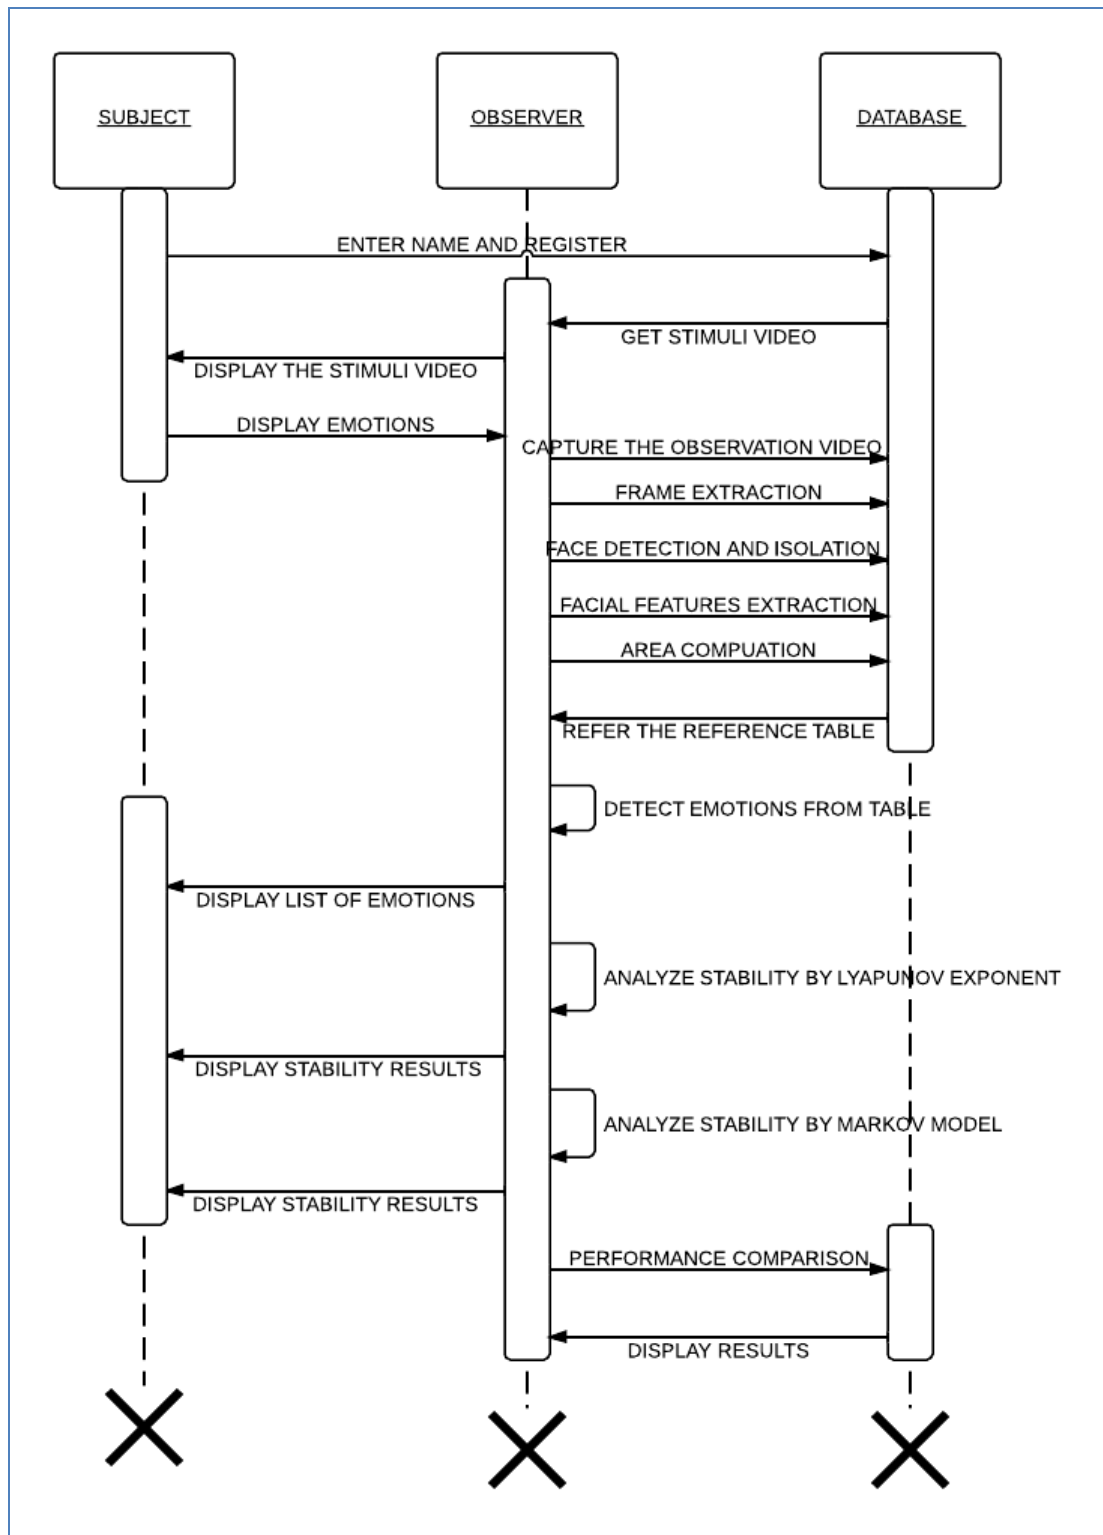 SUBJECT
OBSERVER
DATABASE
ENTER NAME AND REGISTER
GET STIMULI VIDEO
DISPLAY THE STIMULI VIDEO
DISPLAY EMOTIONS
CAPTURE THE OBSERVATION VIDEO
FRAME EXTRACTION
FACE DETECTION AND ISOLATION
FACIAL FEATURES EXTRACTION
AREA COMPUATION
REFER THE REFERENCE TABLE
DETECT EMOTIONS FROM TABLE
DISPLAY LIST OF EMOTIONS
ANALYZE STABILITY BY LYAPUNOV EXPONENT
DISPLAY STABILITY RESULTS
ANALYZE STABILITY BY MARKOV MODEL
DISPLAY STABILITY RESULTS
PERFORMANCE COMPARISON
DISPLAY RESULTS